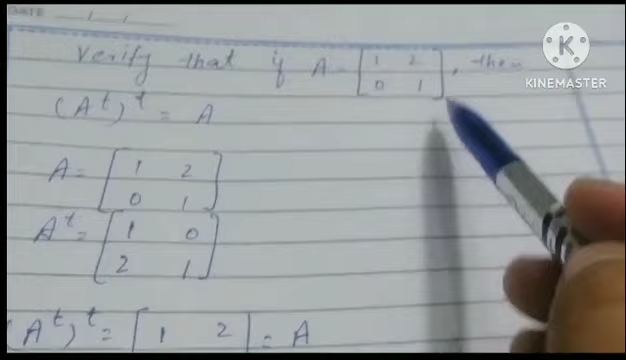 DATE
Verify that if A = [1 2
0 1], then
(A^t)^t = A
A = [1 2
0 1]
A^t = [1 0
2 1]
(A^t)^t = [1 2 = A
K
KINEMASTER